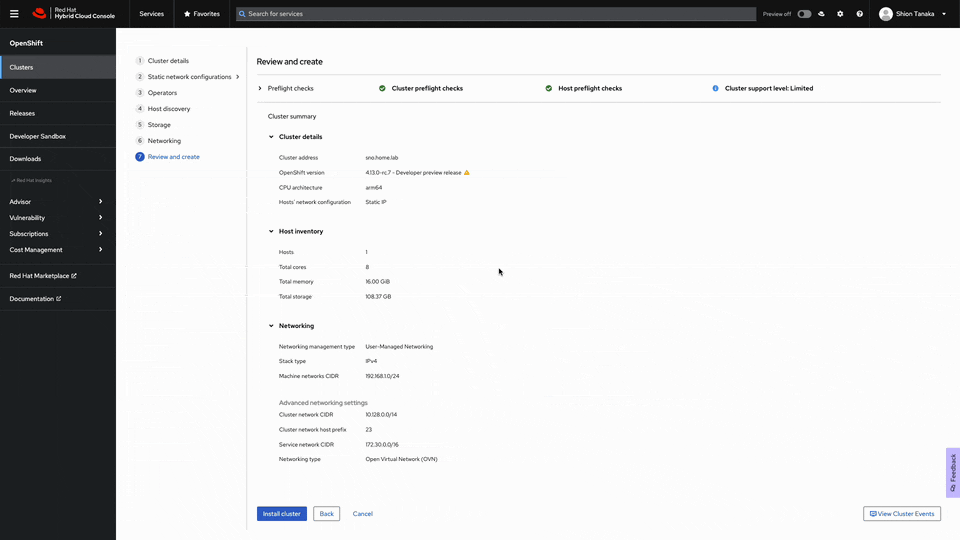 Red Hat
Hybrid Cloud Console
Services
Favorites
Search for services
Preview off
Shion Tanaka
OpenShift
Clusters
Overview
Releases
Developer Sandbox
Downloads
Red Hat Insights
Advisor
Vulnerability
Subscriptions
Cost Management
Red Hat Marketplace
Documentation
1 Cluster details
2 Static network configurations
3 Operators
4 Host discovery
5 Storage
6 Networking
7 Review and create
Review and create
Preflight checks
Cluster preflight checks
Host preflight checks
Cluster support level: Limited
Cluster summary
Cluster details
Cluster address sno.home.lab
OpenShift version 4.13.0-rc.7 - Developer preview release
CPU architecture arm64
Hosts' network configuration Static IP
Host inventory
Hosts 1
Total cores 8
Total memory 16.00 GiB
Total storage 108.37 GB
Networking
Networking management type User-Managed Networking
Stack type IPv4
Machine networks CIDR 192.168.1.0/24
Advanced networking settings
Cluster network CIDR 10.128.0.0/14
Cluster network host prefix 23
Service network CIDR 172.30.0.0/16
Networking type Open Virtual Network (OVN)
Install cluster
Back
Cancel
View Cluster Events
Feedback